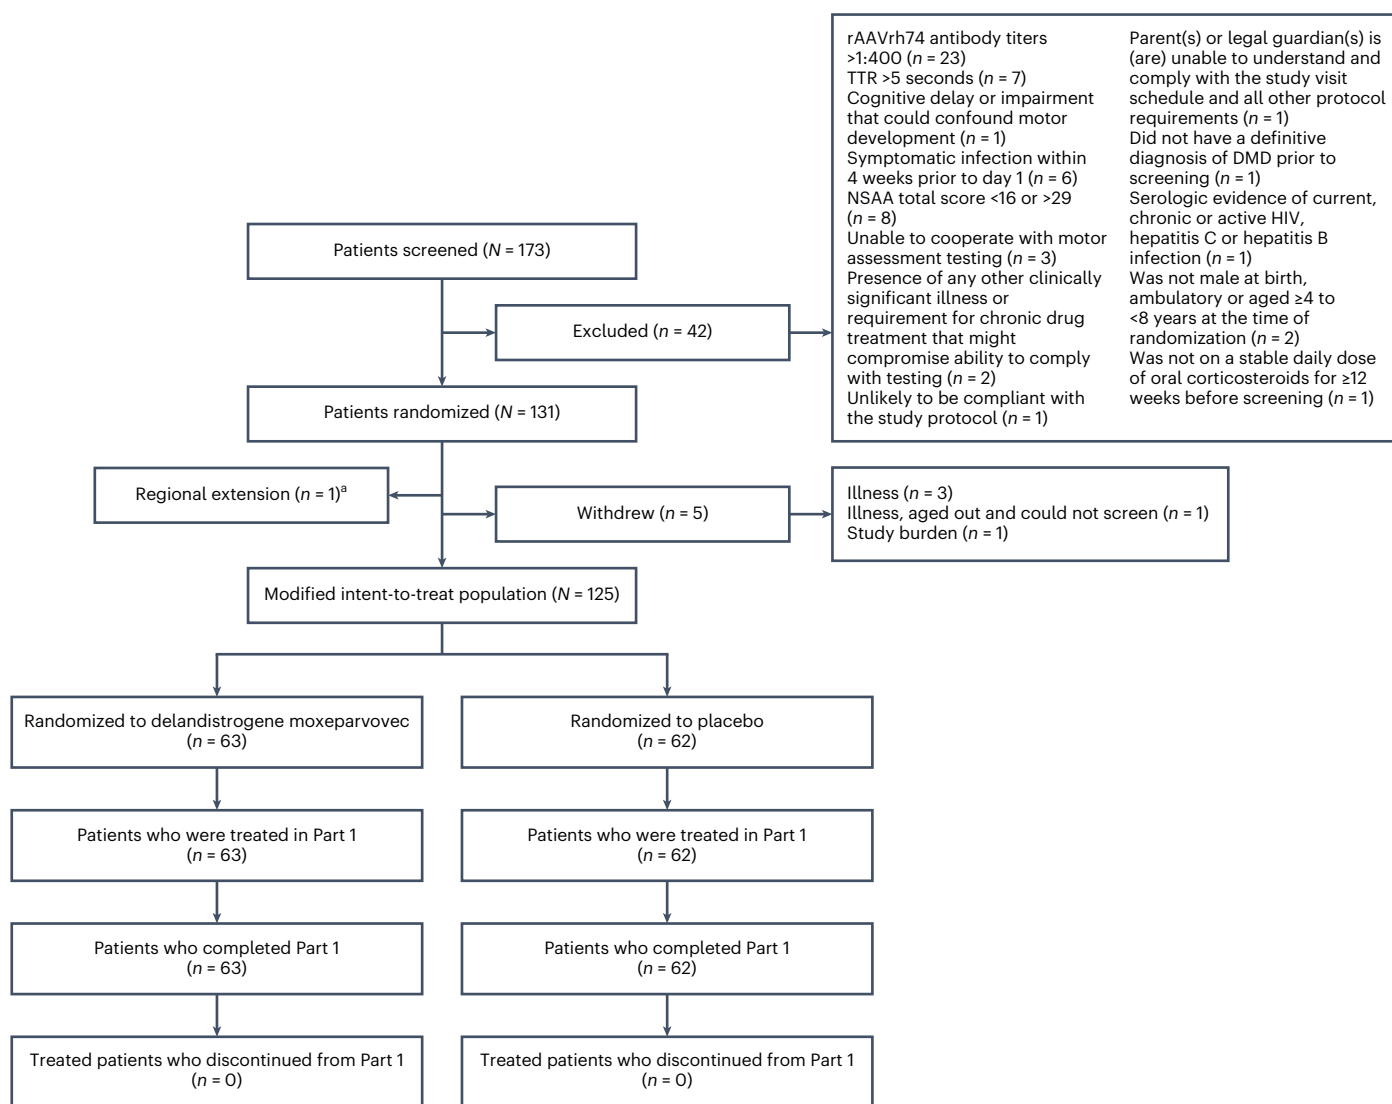 rAAVrh74 antibody titers
>1:400 (n = 23)
TTR >5 seconds (n = 7)
Cognitive delay or impairment
that could confound motor
development (n = 1)
Symptomatic infection within
4 weeks prior to day 1 (n = 6)
NSAA total score <16 or >29
(n = 8)
Unable to cooperate with motor
assessment testing (n = 3)
Presence of any other clinically
significant illness or
requirement for chronic drug
treatment that might
compromise ability to comply
with testing (n = 2)
Unlikely to be compliant with
the study protocol (n = 1)
Parent(s) or legal guardian(s) is
(are) unable to understand and
comply with the study visit
schedule and all other protocol
requirements (n = 1)
Did not have a definitive
diagnosis of DMD prior to
screening (n = 1)
Serologic evidence of current,
chronic or active HIV,
hepatitis C or hepatitis B
infection (n = 1)
Was not male at birth,
ambulatory or aged ≥4 to
<8 years at the time of
randomization (n = 2)
Was not on a stable daily dose
of oral corticosteroids for ≥12
weeks before screening (n = 1)
Patients screened (N = 173)
Excluded (n = 42)
Patients randomized (N = 131)
Regional extension (n = 1)a
Withdrew (n = 5)
Illness (n = 3)
Illness, aged out and could not screen (n = 1)
Study burden (n = 1)
Modified intent-to-treat population (N = 125)
Randomized to delandistrogene moxeparvovec
(n = 63)
Randomized to placebo
(n = 62)
Patients who were treated in Part 1
(n = 63)
Patients who were treated in Part 1
(n = 62)
Patients who completed Part 1
(n = 63)
Patients who completed Part 1
(n = 62)
Treated patients who discontinued from Part 1
(n = 0)
Treated patients who discontinued from Part 1
(n = 0)